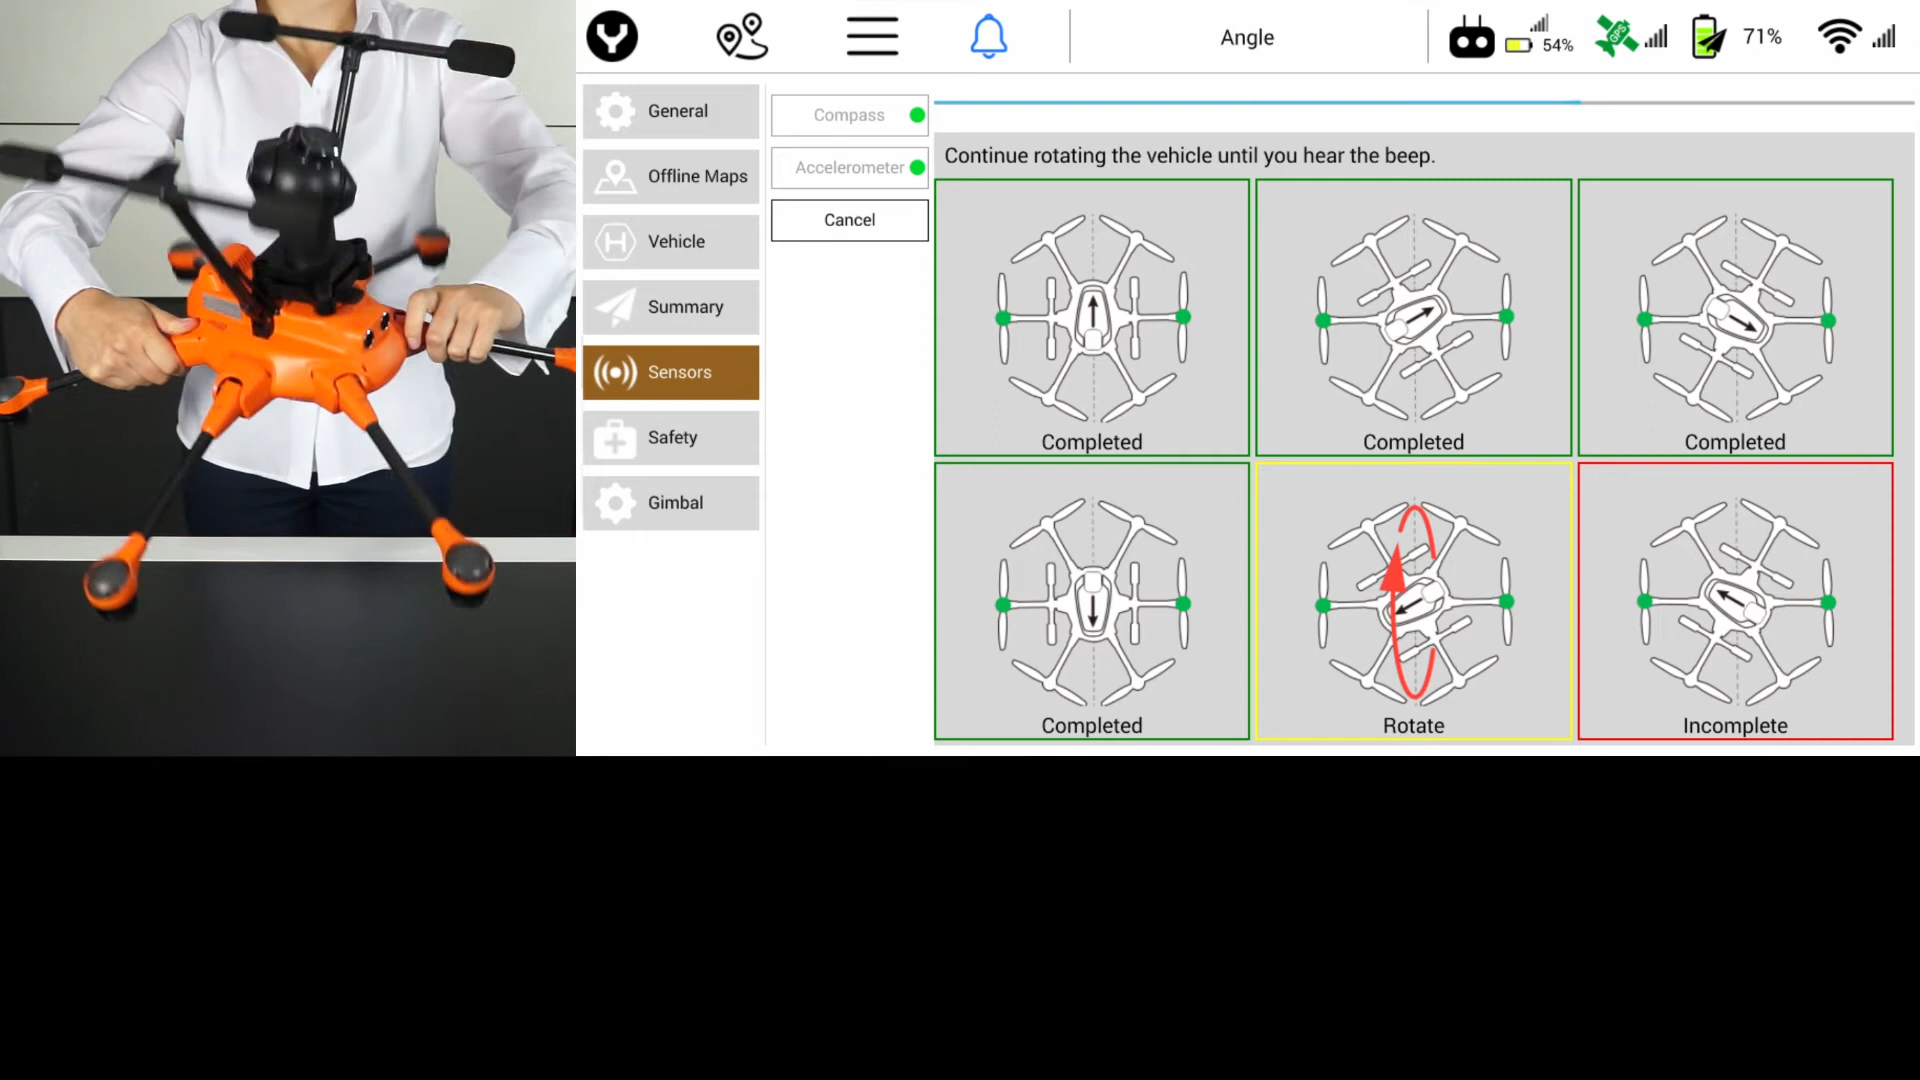 Angle
54%
GPS
71%
General
Offline Maps
Vehicle
Summary
Sensors
Safety
Gimbal
Compass
Accelerometer
Cancel
Continue rotating the vehicle until you hear the beep.
Completed
Completed
Completed
Completed
Rotate
Incomplete